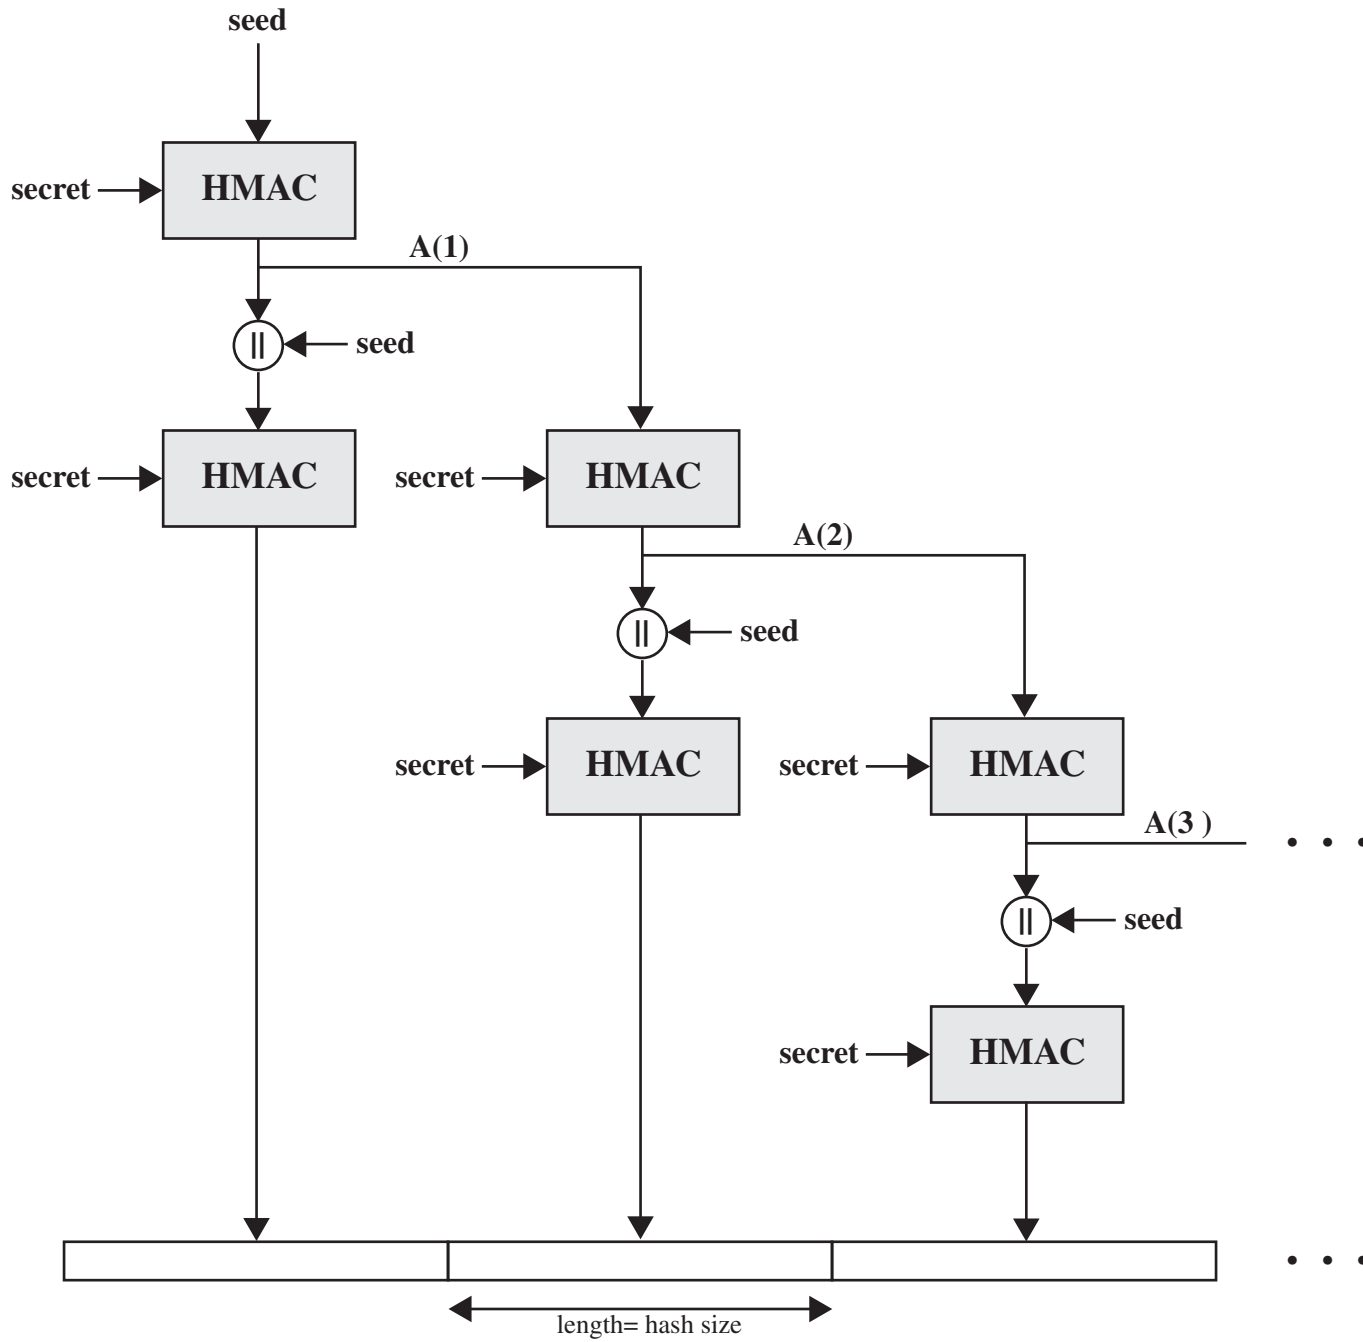 seed
secret HMAC
A(1)
|| seed
secret HMAC secret HMAC
A(2)
|| seed
secret HMAC secret HMAC
A(3 ) . . .
|| seed
secret HMAC
. . .
length= hash size